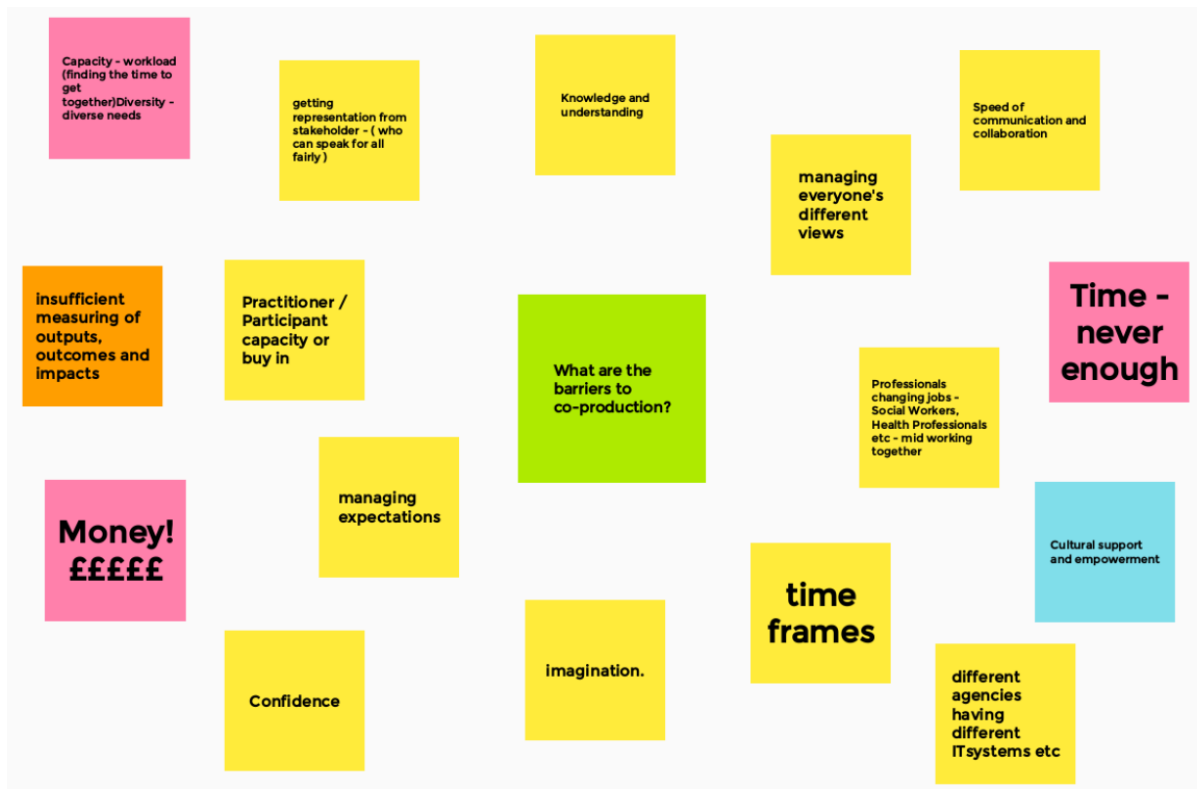 Capacity - workload
(finding the time to
get
together)Diversity -
diverse needs
getting
representation from
stakeholder - ( who
can speak for all
fairly )
Knowledge and
understanding
Speed of
communication and
collaboration
managing
everyone's
different
views
insufficient
measuring of
outputs,
outcomes and
impacts
Practitioner /
Participant
capacity or
buy in
What are the
barriers to
co-production?
Time -
never
enough
Professionals
changing jobs -
Social Workers,
Health Professionals
etc - mid working
together
Money!
£££££
managing
expectations
Cultural support
and empowerment
time
frames
Confidence
imagination.
different
agencies
having
different
ITsystems etc